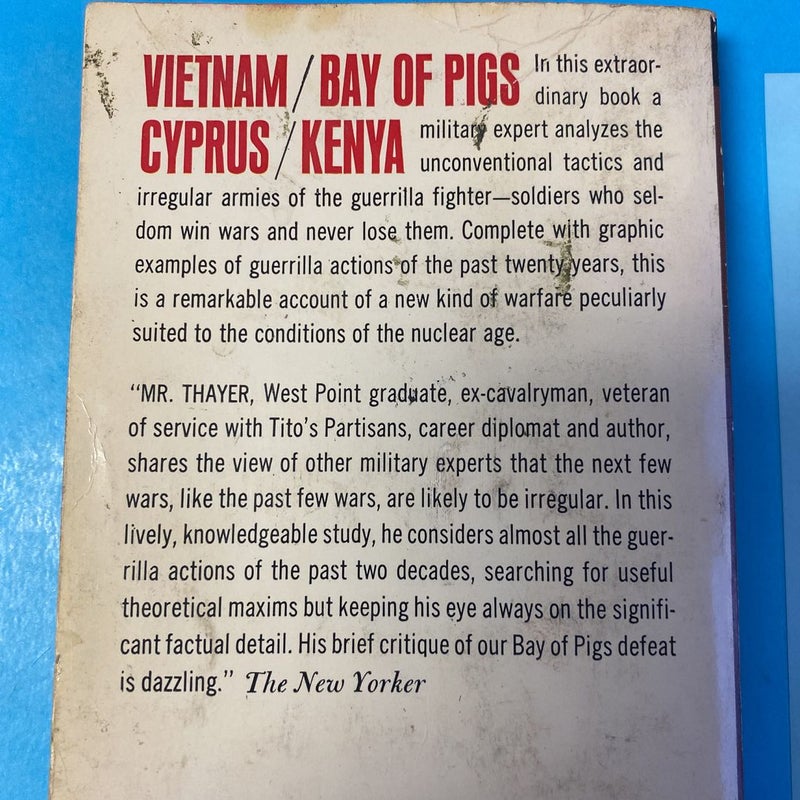 VIETNAM/BAY OF PIGS In this extraor-
dinary book a
CYPRUS/KENYA military expert analyzes the
unconventional tactics and
irregular armies of the guerrilla fighter—soldiers who sel-
dom win wars and never lose them. Complete with graphic
examples of guerrilla actions of the past twenty years, this
is a remarkable account of a new kind of warfare peculiarly
suited to the conditions of the nuclear age.
“MR. THAYER, West Point graduate, ex-cavalryman, veteran
of service with Tito’s Partisans, career diplomat and author,
shares the view of other military experts that the next few
wars, like the past few wars, are likely to be irregular. In this
lively, knowledgeable study, he considers almost all the guer-
rilla actions of the past two decades, searching for useful
theoretical maxims but keeping his eye always on the signifi-
cant factual detail. His brief critique of our Bay of Pigs defeat
is dazzling.” The New Yorker